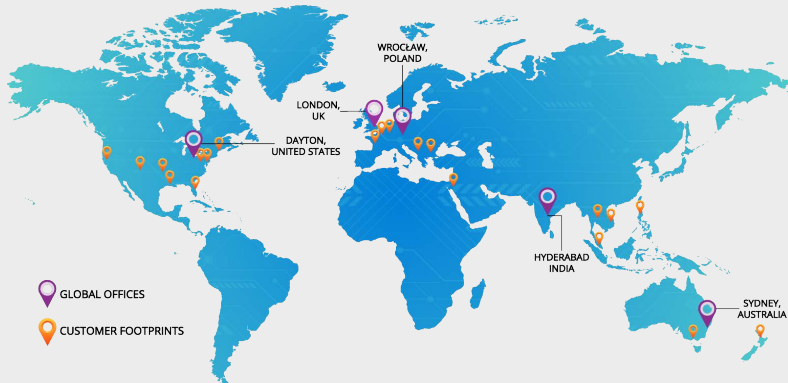 WROCŁAW,
POLAND
LONDON,
UK
DAYTON,
UNITED STATES
HYDERABAD
INDIA
SYDNEY,
AUSTRALIA
GLOBAL OFFICES
CUSTOMER FOOTPRINTS